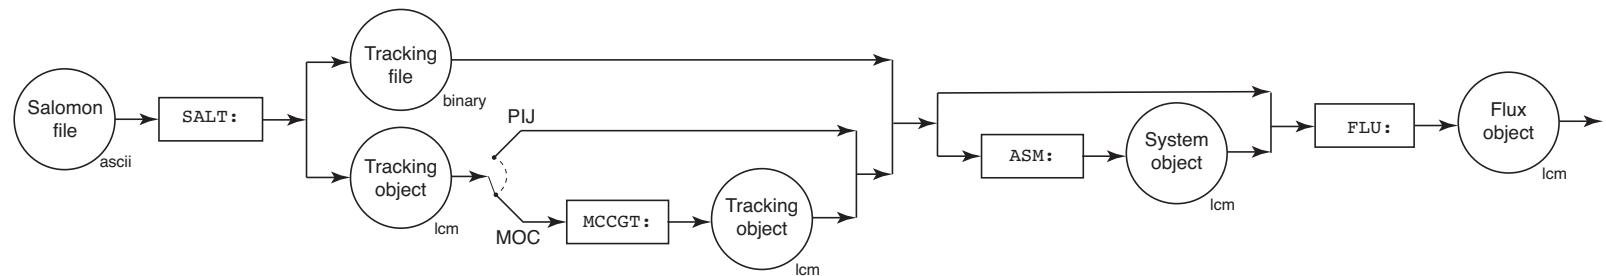 Salomon
file
ascii
SALT:
Tracking
file
binary
Tracking
object
lcm
PIJ
MOC
MCCGT:
Tracking
object
lcm
ASM:
System
object
lcm
FLU:
Flux
object
lcm